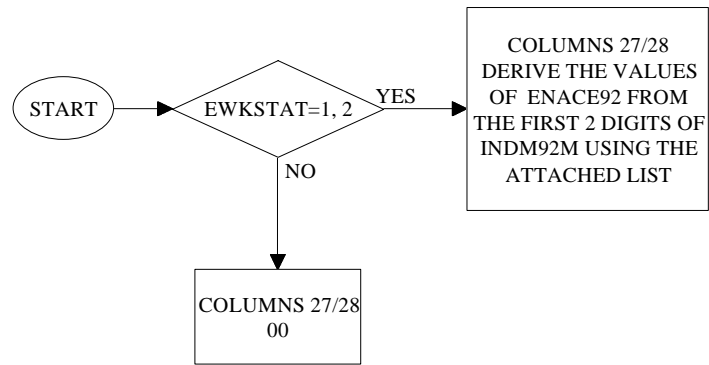 START
EWKSTAT=1, 2
YES
COLUMNS 27/28
DERIVE THE VALUES
OF ENACE92 FROM
THE FIRST 2 DIGITS OF
INDM92M USING THE
ATTACHED LIST
NO
COLUMNS 27/28
00